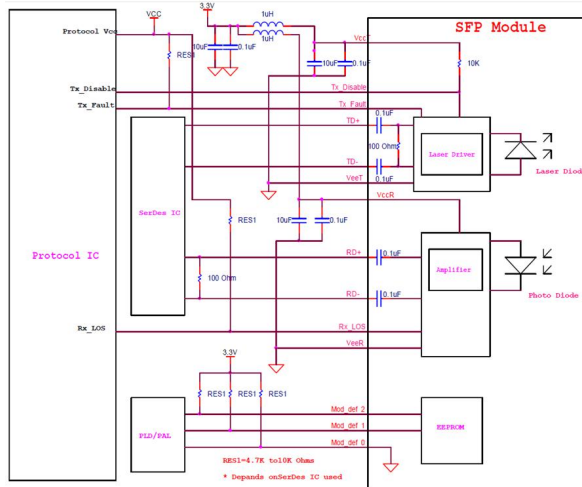 3.3V
1uH
SFP Module
VCC
Protocol Vcc
1uH
VccT
10uF
0.1uF
10uF
0.1uF
RES1
10K
Tx_Disable
Tx_Disable
Tx_Fault
Tx_Fault
0.1uF
TD+
100 Ohms
Laser Driver
TD-
0.1uF
VeeT
Laser Diod
SerDes IC
VccR
RES1
10uF
0.1uF
RD+
0.1uF
Protocol IC
100 Ohm
Amplifier
RD-
0.1uF
Photo Diode
Rx_LOS
Rx_LOS
VeeR
3.3V
RES1
RES1
RES1
Mod_def 2
PLD/PAL
Mod_def 1
EEPROM
Mod_def 0
RES1=4.7K to10K Ohms
* Depands onSerDes IC used